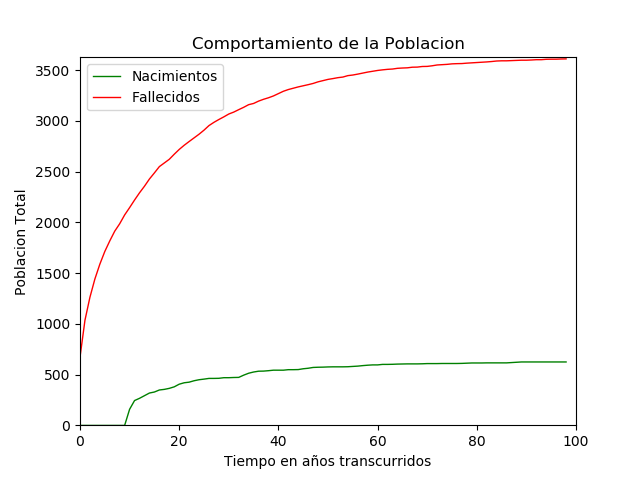 Comportamiento de la Poblacion
Nacimientos
Fallecidos
Poblacion Total
3500
3000
2500
2000
1500
1000
500
0
0 20 40 60 80 100
Tiempo en años transcurridos